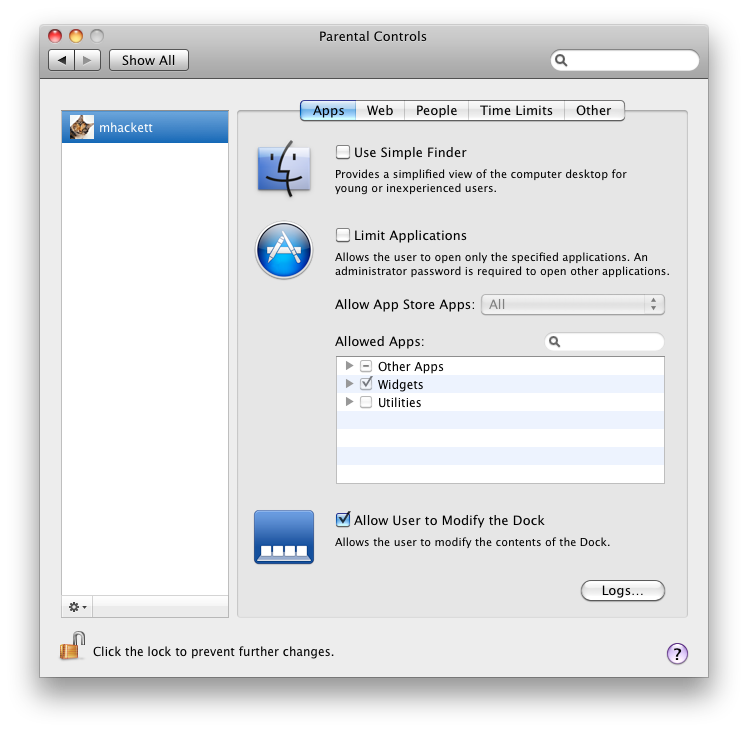 Parental Controls
Show All
mhackett
Apps Web People Time Limits Other
Use Simple Finder
Provides a simplified view of the computer desktop for
young or inexperienced users.
Limit Applications
Allows the user to open only the specified applications. An
administrator password is required to open other applications.
Allow App Store Apps: All
Allowed Apps:
Other Apps
Widgets
Utilities
Allow User to Modify the Dock
Allows the user to modify the contents of the Dock.
Logs...
Click the lock to prevent further changes.
?